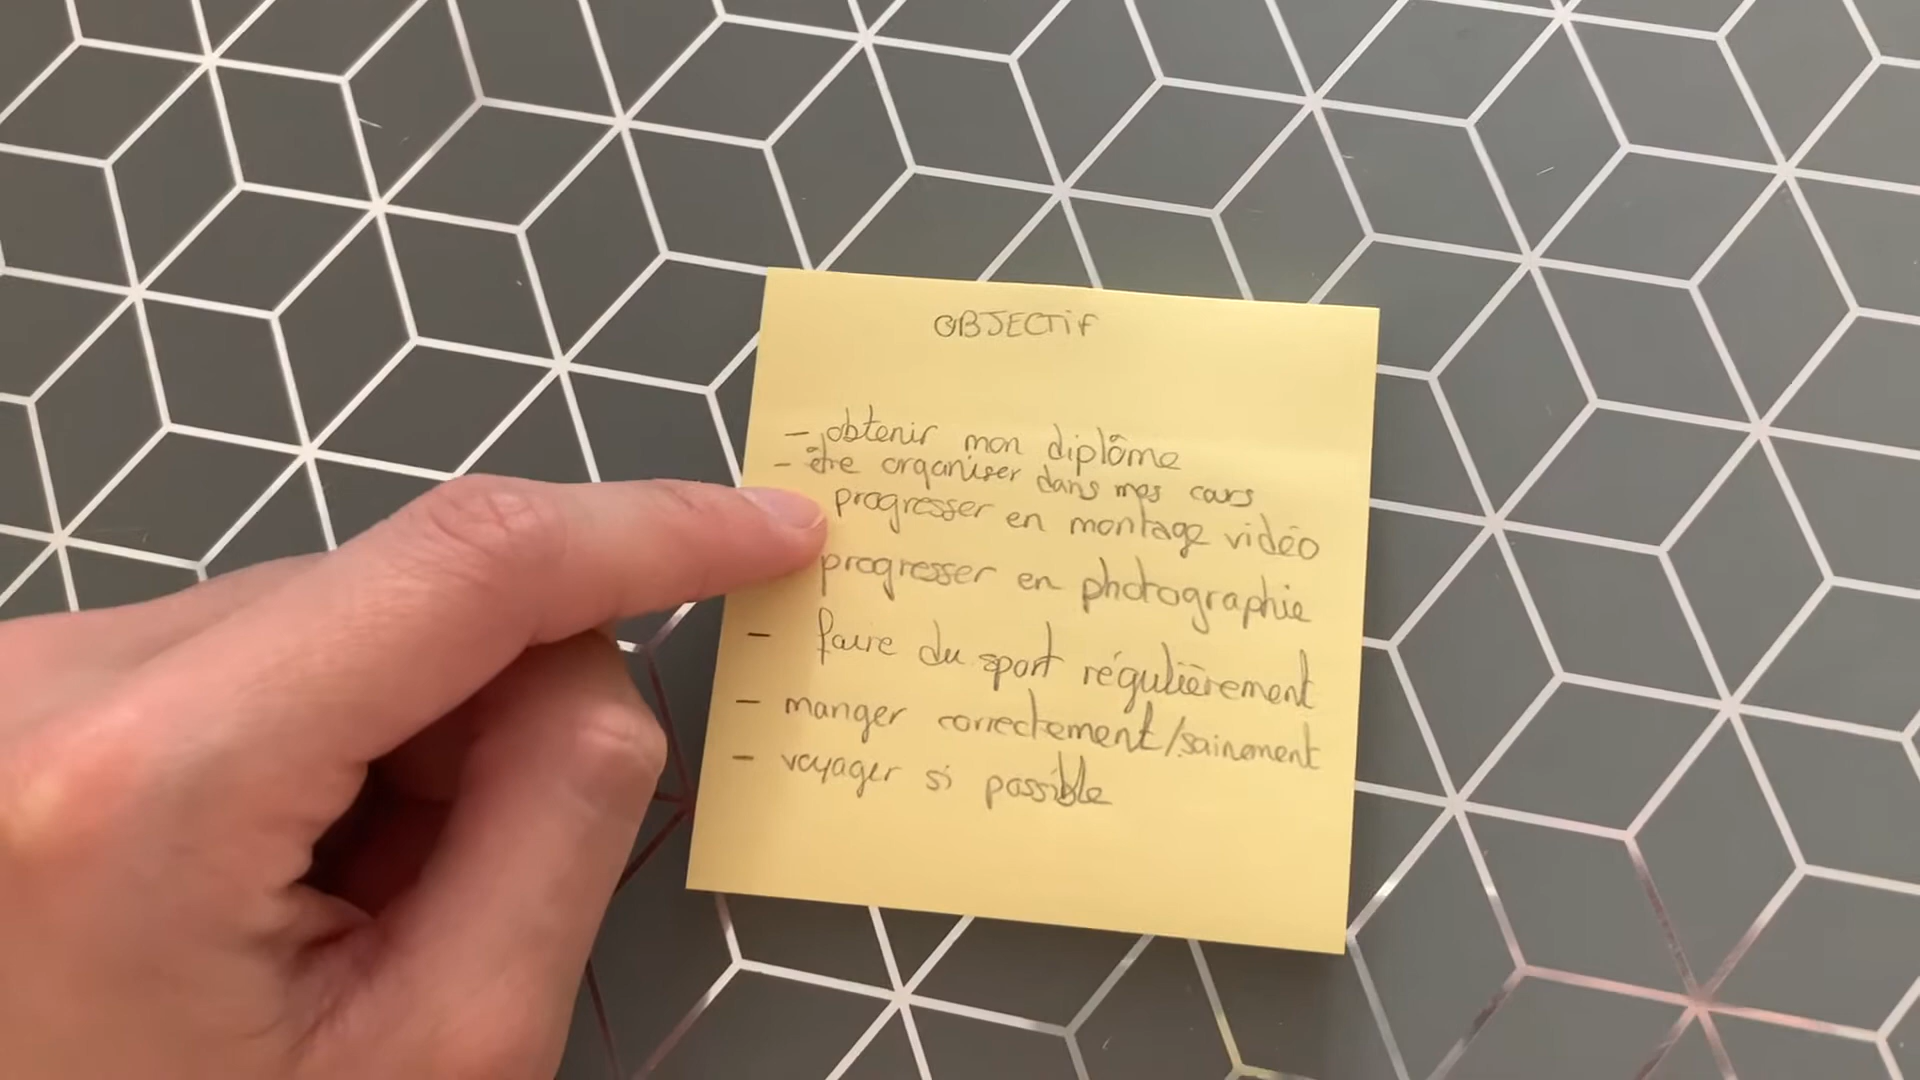 OBJECTIF
- obtenir mon diplôme
- être organiser dans mes cours
progresser en montage vidéo
progresser en photographie
- faire du sport régulièrement
- manger correctement/sainement
- voyager si possible